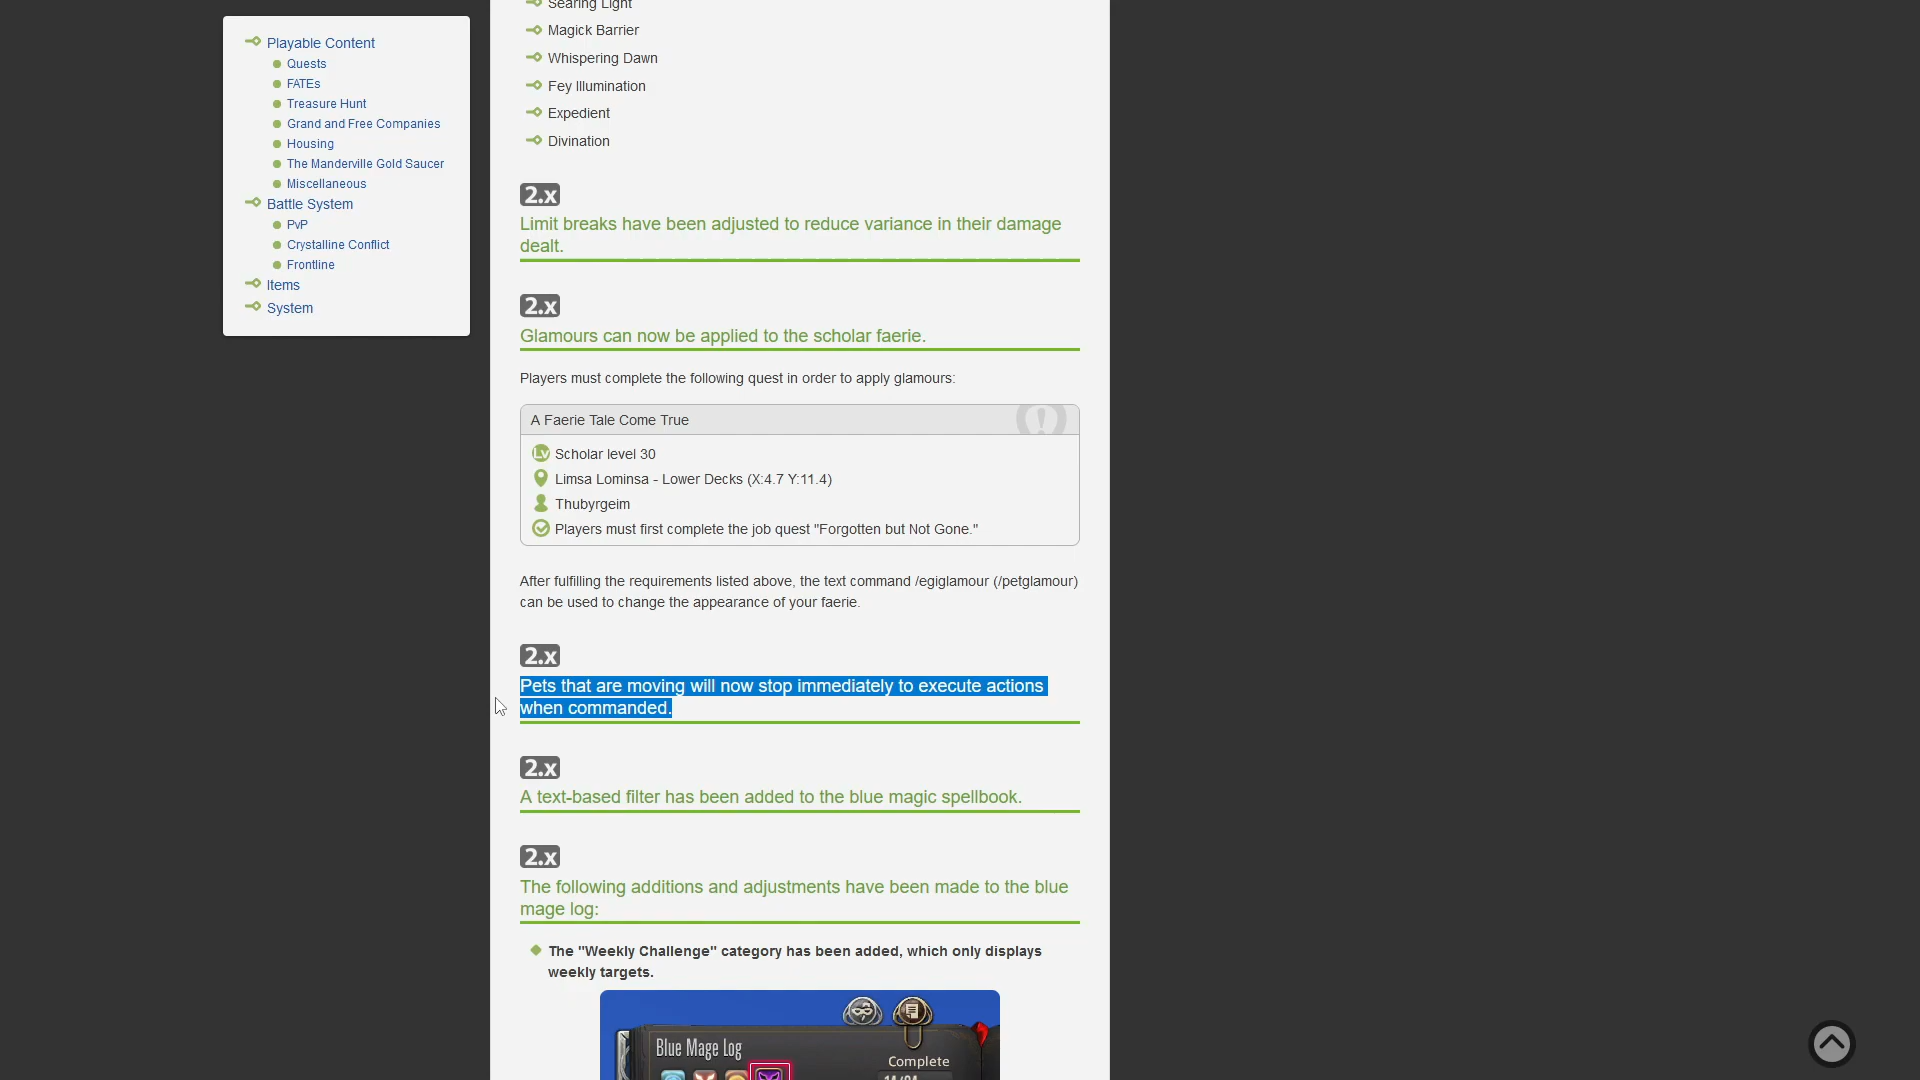 Playable Content
Quests
FATEs
Treasure Hunt
Grand and Free Companies
Housing
The Manderville Gold Saucer
Miscellaneous
Battle System
PvP
Crystalline Conflict
Frontline
Items
System
Searing Light
Magick Barrier
Whispering Dawn
Fey Illumination
Expedient
Divination
2.x
Limit breaks have been adjusted to reduce variance in their damage
dealt.
2.x
Glamours can now be applied to the scholar faerie.
Players must complete the following quest in order to apply glamours:
A Faerie Tale Come True
Lv Scholar level 30
Limsa Lominsa - Lower Decks (X:4.7 Y:11.4)
Thubyrgeim
Players must first complete the job quest "Forgotten but Not Gone."
After fulfilling the requirements listed above, the text command /egiglamour (/petglamour)
can be used to change the appearance of your faerie.
2.x
Pets that are moving will now stop immediately to execute actions
when commanded.
2.x
A text-based filter has been added to the blue magic spellbook.
2.x
The following additions and adjustments have been made to the blue
mage log:
The "Weekly Challenge" category has been added, which only displays
weekly targets.
Blue Mage Log
Complete